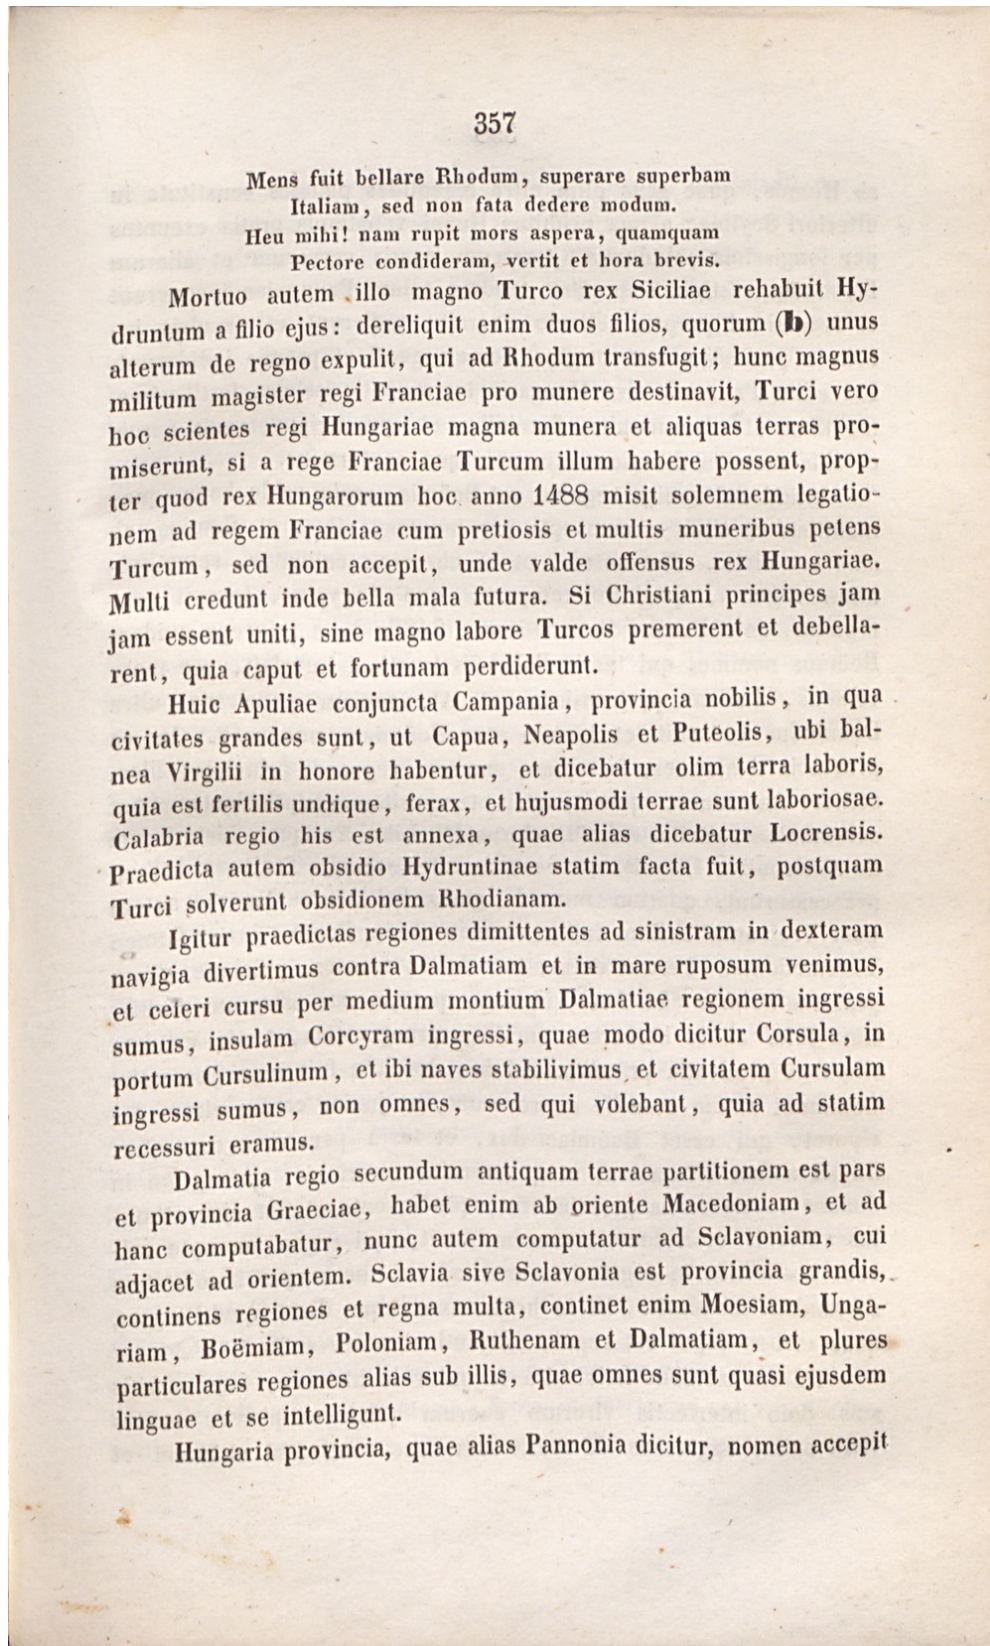 357
Mens fuit bellare Rhodum, superare superbam
Italiam, sed non fata dedere modum.
Heu mihi! nam rupit mors aspera, quamquam
Pectore condideram, vertit et hora brevis.
Mortuo autem illo magno Turco rex Siciliae rehabuit Hy-
druntum a filio ejus: dereliquit enim duos filios, quorum (b) unus
alterum de regno expulit, qui ad Rhodum transfugit; hunc magnus
militum magister regi Franciae pro munere destinavit, Turci vero
hoc scientes regi Hungariae magna munera et aliquas terras pro-
miserunt, si a rege Franciae Turcum illum habere possent, prop-
ter quod rex Hungarorum hoc anno 1488 misit solemnem legatio-
nem ad regem Franciae cum pretiosis et multis muneribus petens
Turcum, sed non accepit, unde valde offensus rex Hungariae.
Multi credunt inde bella mala futura. Si Christiani principes jam
jam essent uniti, sine magno labore Turcos premerent et debella-
rent, quia caput et fortunam perdiderunt.
Huic Apuliae conjuncta Campania, provincia nobilis, in qua
civitates grandes sunt, ut Capua, Neapolis et Puteolis, ubi bal-
nea Virgilii in honore habentur, et dicebatur olim terra laboris,
quia est fertilis undique, ferax, et hujusmodi terrae sunt laboriosae.
Calabria regio his est annexa, quae alias dicebatur Locrensis.
Praedicta autem obsidio Hydruntinae statim facta fuit, postquam
Turci solverunt obsidionem Rhodianam.
Igitur praedictas regiones dimittentes ad sinistram in dexteram
navigia divertimus contra Dalmatiam et in mare ruposum venimus,
et celeri cursu per medium montium Dalmatiae regionem ingressi
sumus, insulam Corcyram ingressi, quae modo dicitur Corsula, in
portum Cursulinum, et ibi naves stabilivimus et civitatem Cursulam
ingressi sumus, non omnes, sed qui volebant, quia ad statim
recessuri eramus.
Dalmatia regio secundum antiquam terrae partitionem est pars
et provincia Graeciae, habet enim ab oriente Macedoniam, et ad
hanc computabatur, nunc autem computatur ad Sclavoniam, cui
adjacet ad orientem. Sclavia sive Sclavonia est provincia grandis,
continens regiones et regna multa, continet enim Moesiam, Unga-
riam, Boëmiam, Poloniam, Ruthenam et Dalmatiam, et plures
particulares regiones alias sub illis, quae omnes sunt quasi ejusdem
linguae et se intelligunt.
Hungaria provincia, quae alias Pannonia dicitur, nomen accepit